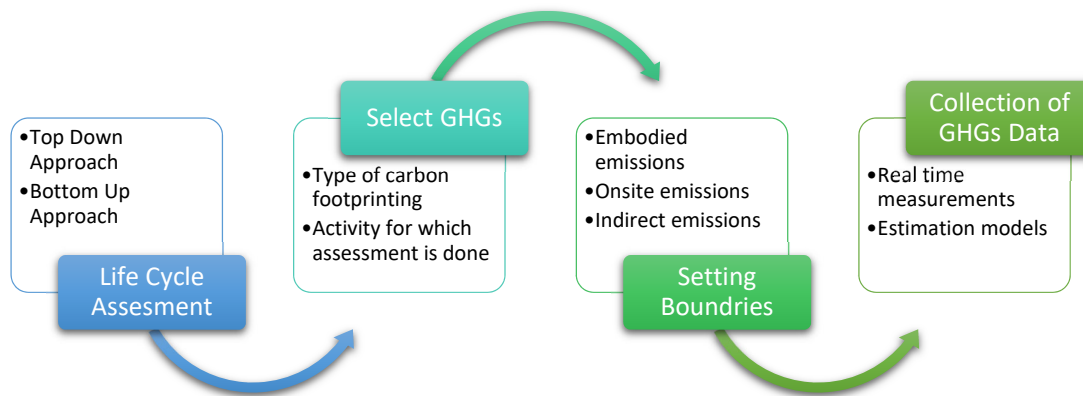 •Top Down
Approach
•Bottom Up
Approach
Life Cycle
Assesment
Select GHGs
•Type of carbon
footprinting
•Activity for which
assessment is done
•Embodied
emissions
•Onsite emissions
•Indirect emissions
Setting
Boundries
Collection of
GHGs Data
•Real time
measurements
•Estimation models